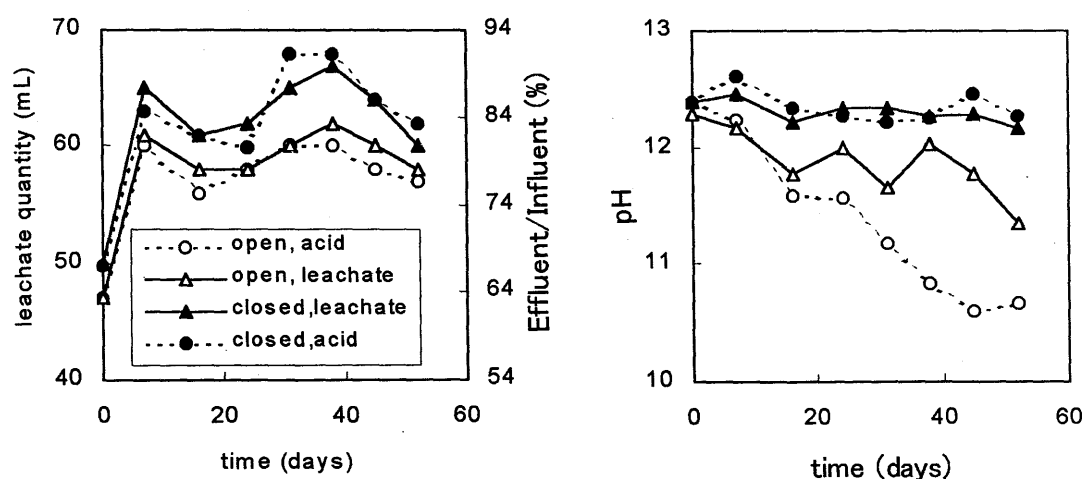 70
60
50
40
leachate quantity (mL)
94
84
74
64
54
Effluent/Influent (%)
open, acid
open, leachate
closed,leachate
closed,acid
0
20
40
60
time (days)
13
12
11
10
pH
0
20
40
60
time (days)